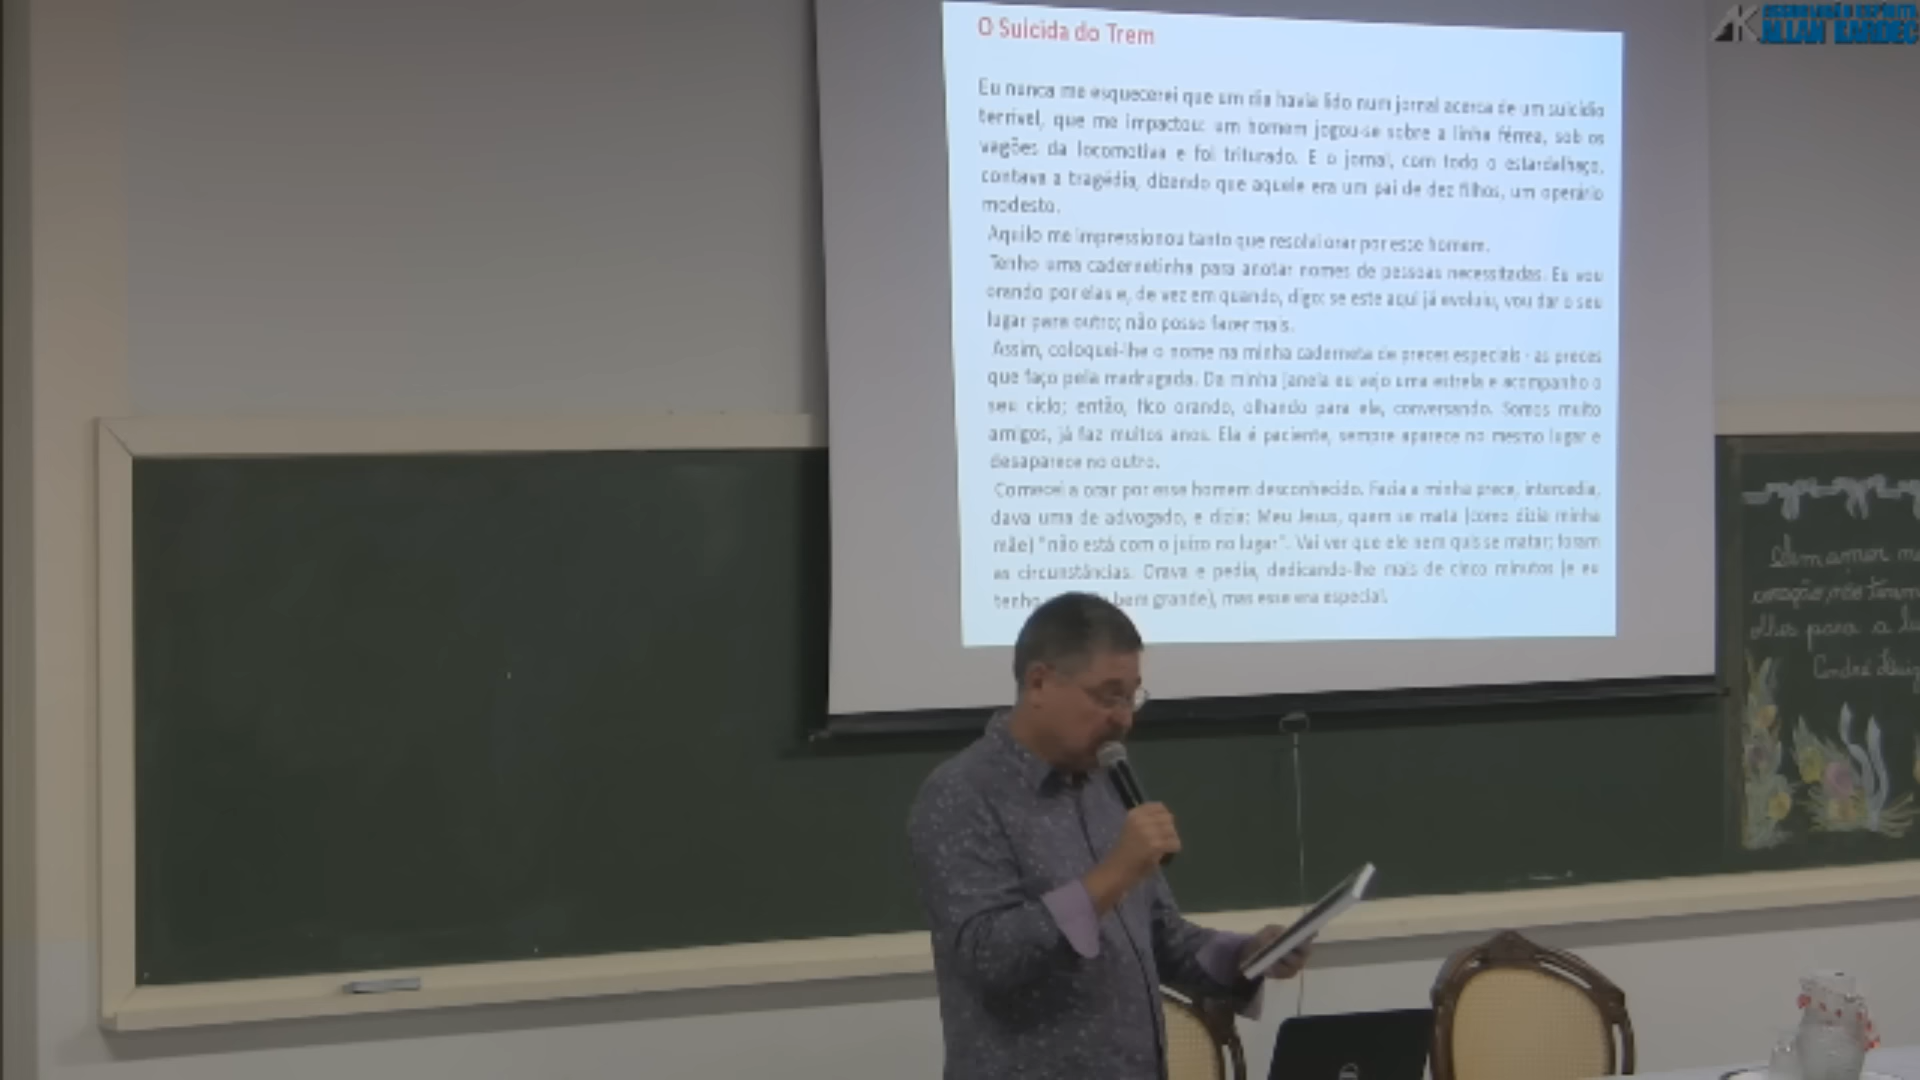 ASSOCIAÇÃO ESPÍRITA
ALLAN KARDEC
O Suicida do Trem
Eu nunca me esquecerei que um dia havia lido num jornal acerca de um suicídio
terrível, que me impactou: um homem jogou-se sobre a linha férrea, sob os
vagões da locomotiva e foi triturado. E o jornal, com todo o estardalhaço,
contava a tragédia, dizendo que aquele era um pai de dez filhos, um operário
modesto.
Aquilo me impressionou tanto que resolvi orar por esse homem.
Tenho uma cadernetinha para anotar nomes de pessoas necessitadas. Eu vou
orando por elas e, de vez em quando, digo: se este aqui já evoluiu, vou dar o seu
lugar para outro; não posso fazer mais.
Assim, coloquei-lhe o nome na minha caderneta de preces especiais - as preces
que faço pela madrugada. Da minha janela eu vejo uma estrela e acompanho o
seu ciclo; então, fico orando, olhando para ela, conversando. Somos muito
amigos, já faz muitos anos. Ela é paciente, sempre aparece no mesmo lugar e
desaparece no outro.
Comecei a orar por esse homem desconhecido. Fazia a minha prece, intercedia,
dava uma de advogado, e dizia: Meu Jesus, quem se mata (como dizia minha
mãe) "não está com o juízo no lugar". Vai ver que ele nem quis se matar; foram
as circunstâncias. Orava e pedia, dedicando-lhe mais de cinco minutos (e eu
tenho bem grande), mas esse era especial.
para a
André Luiz